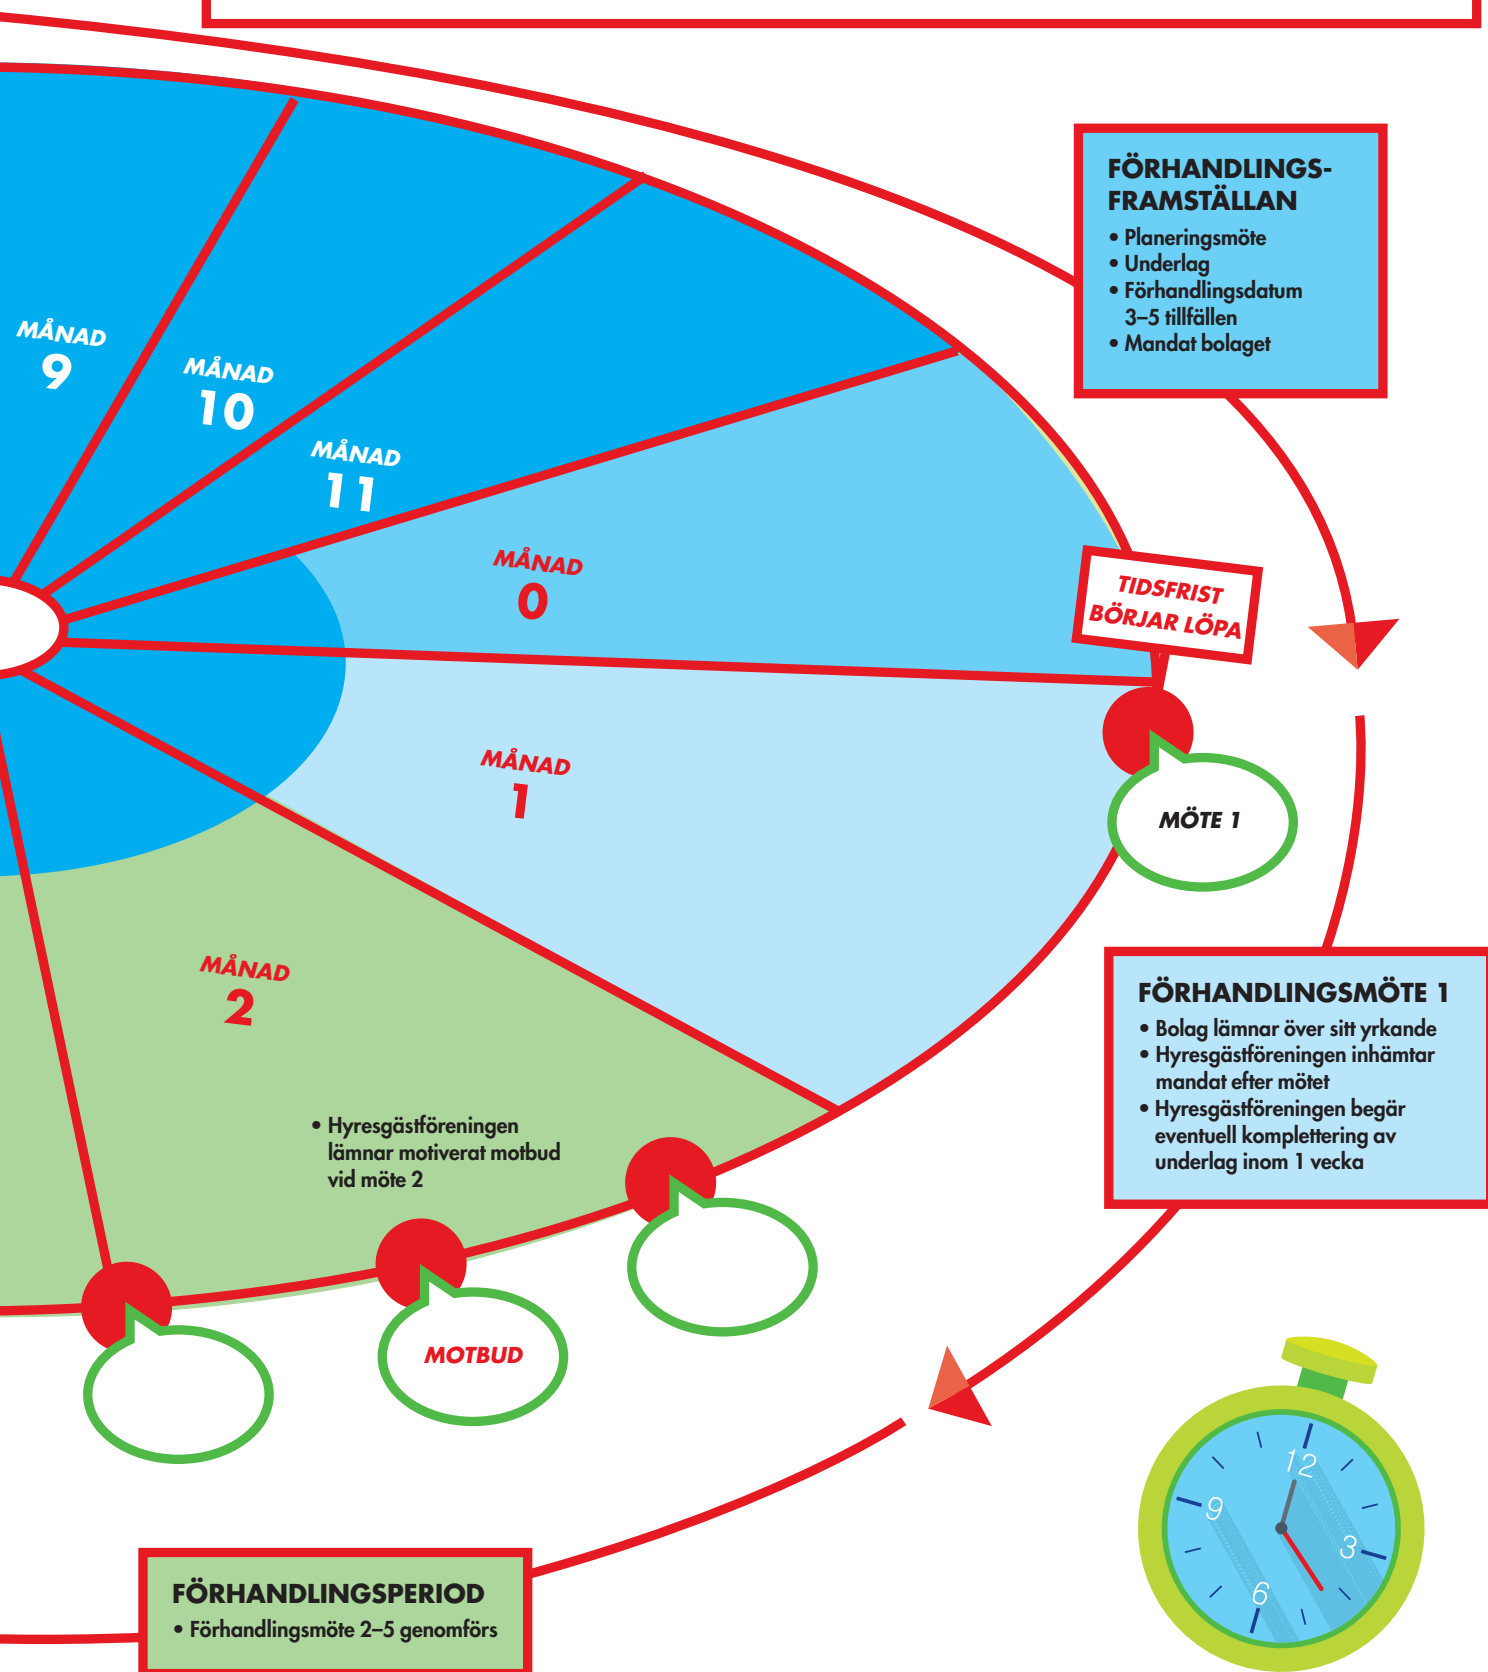 FÖRHANDLINGS-
FRAMSTÄLLAN
• Planeringsmöte
• Underlag
• Förhandlingsdatum
3–5 tillfällen
• Mandat bolaget
MÅNAD
9
MÅNAD
10
MÅNAD
11
MÅNAD
0
TIDSFRIST
BÖRJAR LÖPA
MÅNAD
1
MÖTE 1
MÅNAD
2
FÖRHANDLINGSMÖTE 1
• Bolag lämnar över sitt yrkande
• Hyresgästföreningen inhämtar
mandat efter mötet
• Hyresgästföreningen begär
eventuell komplettering av
underlag inom 1 vecka
• Hyresgästföreningen
lämnar motiverat motbud
vid möte 2
MOTBUD
12
9
3
6
FÖRHANDLINGSPERIOD
• Förhandlingsmöte 2–5 genomförs